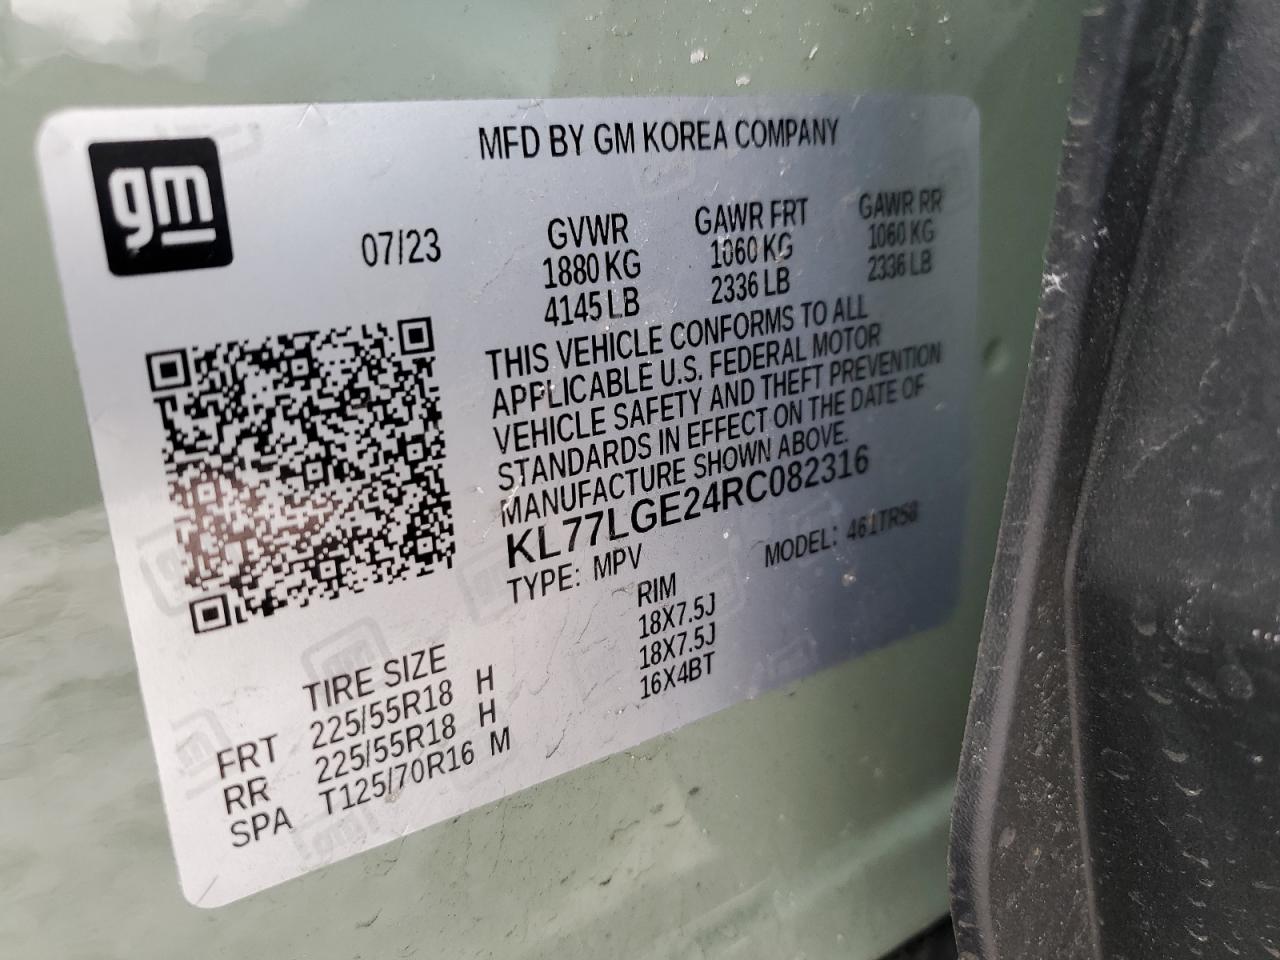 gm
MFD BY GM KOREA COMPANY
07/23
GVWR GAWR FRT GAWR RR
1880 KG 1060 KG 1060 KG
4145 LB 2336 LB 2336 LB
THIS VEHICLE CONFORMS TO ALL
APPLICABLE U.S. FEDERAL MOTOR
VEHICLE SAFETY AND THEFT PREVENTION
STANDARDS IN EFFECT ON THE DATE OF
MANUFACTURE SHOWN ABOVE.
KL77LGE24RC082316
TYPE: MPV MODEL: 461TR58
TIRE SIZE RIM
FRT 225/55R18 H 18X7.5J
RR 225/55R18 H 18X7.5J
SPA T125/70R16 M 16X4BT